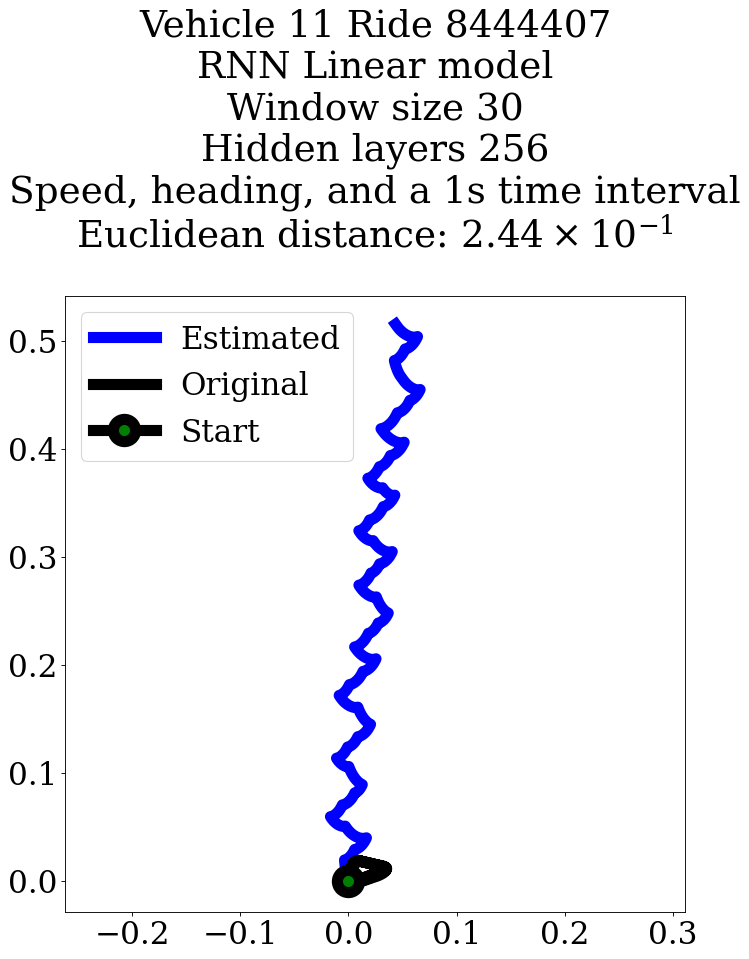 Vehicle 11 Ride 8444407
RNN Linear model
Window size 30
Hidden layers 256
Speed, heading, and a 1s time interval
Euclidean distance: 2.44 × 10⁻¹
Estimated
Original
Start
0.5
0.4
0.3
0.2
0.1
0.0
−0.2 −0.1 0.0 0.1 0.2 0.3